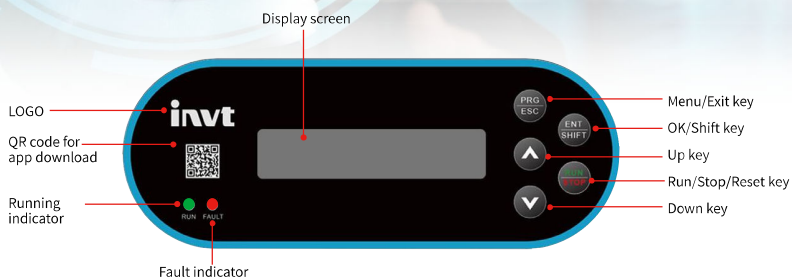 Display screen
LOGO
invt
QR code for
app download
Running
indicator
RUN FAULT
Fault indicator
PRG
ESC
ENT
SHIFT
RUN
STOP
Menu/Exit key
OK/Shift key
Up key
Run/Stop/Reset key
Down key